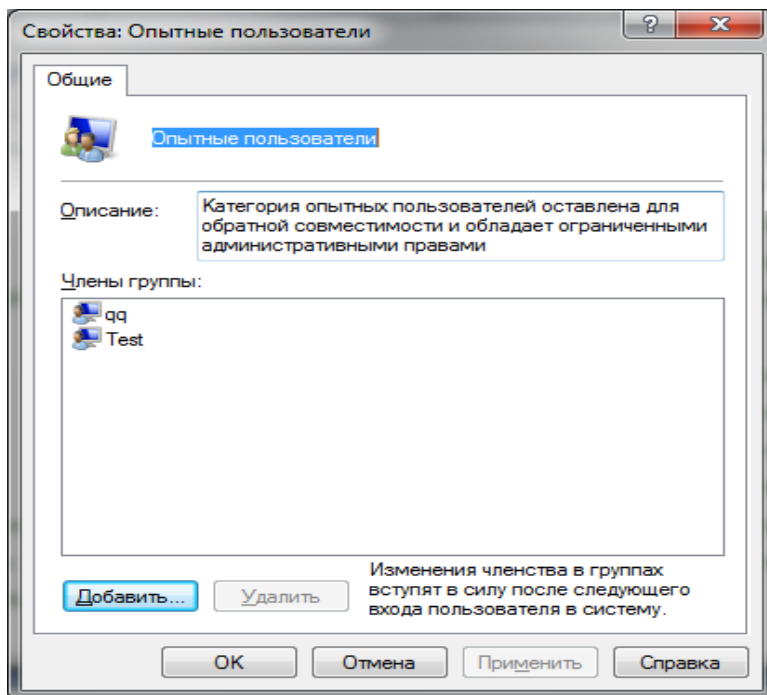 Свойства: Опытные пользователи
Общие
Опытные пользователи
Описание:
Категория опытных пользователей оставлена для
обратной совместимости и обладает ограниченными
административными правами
Члены группы:
qq
Test
Добавить...
Удалить
Изменения членства в группах
вступят в силу после следующего
входа пользователя в систему.
OK
Отмена
Применить
Справка